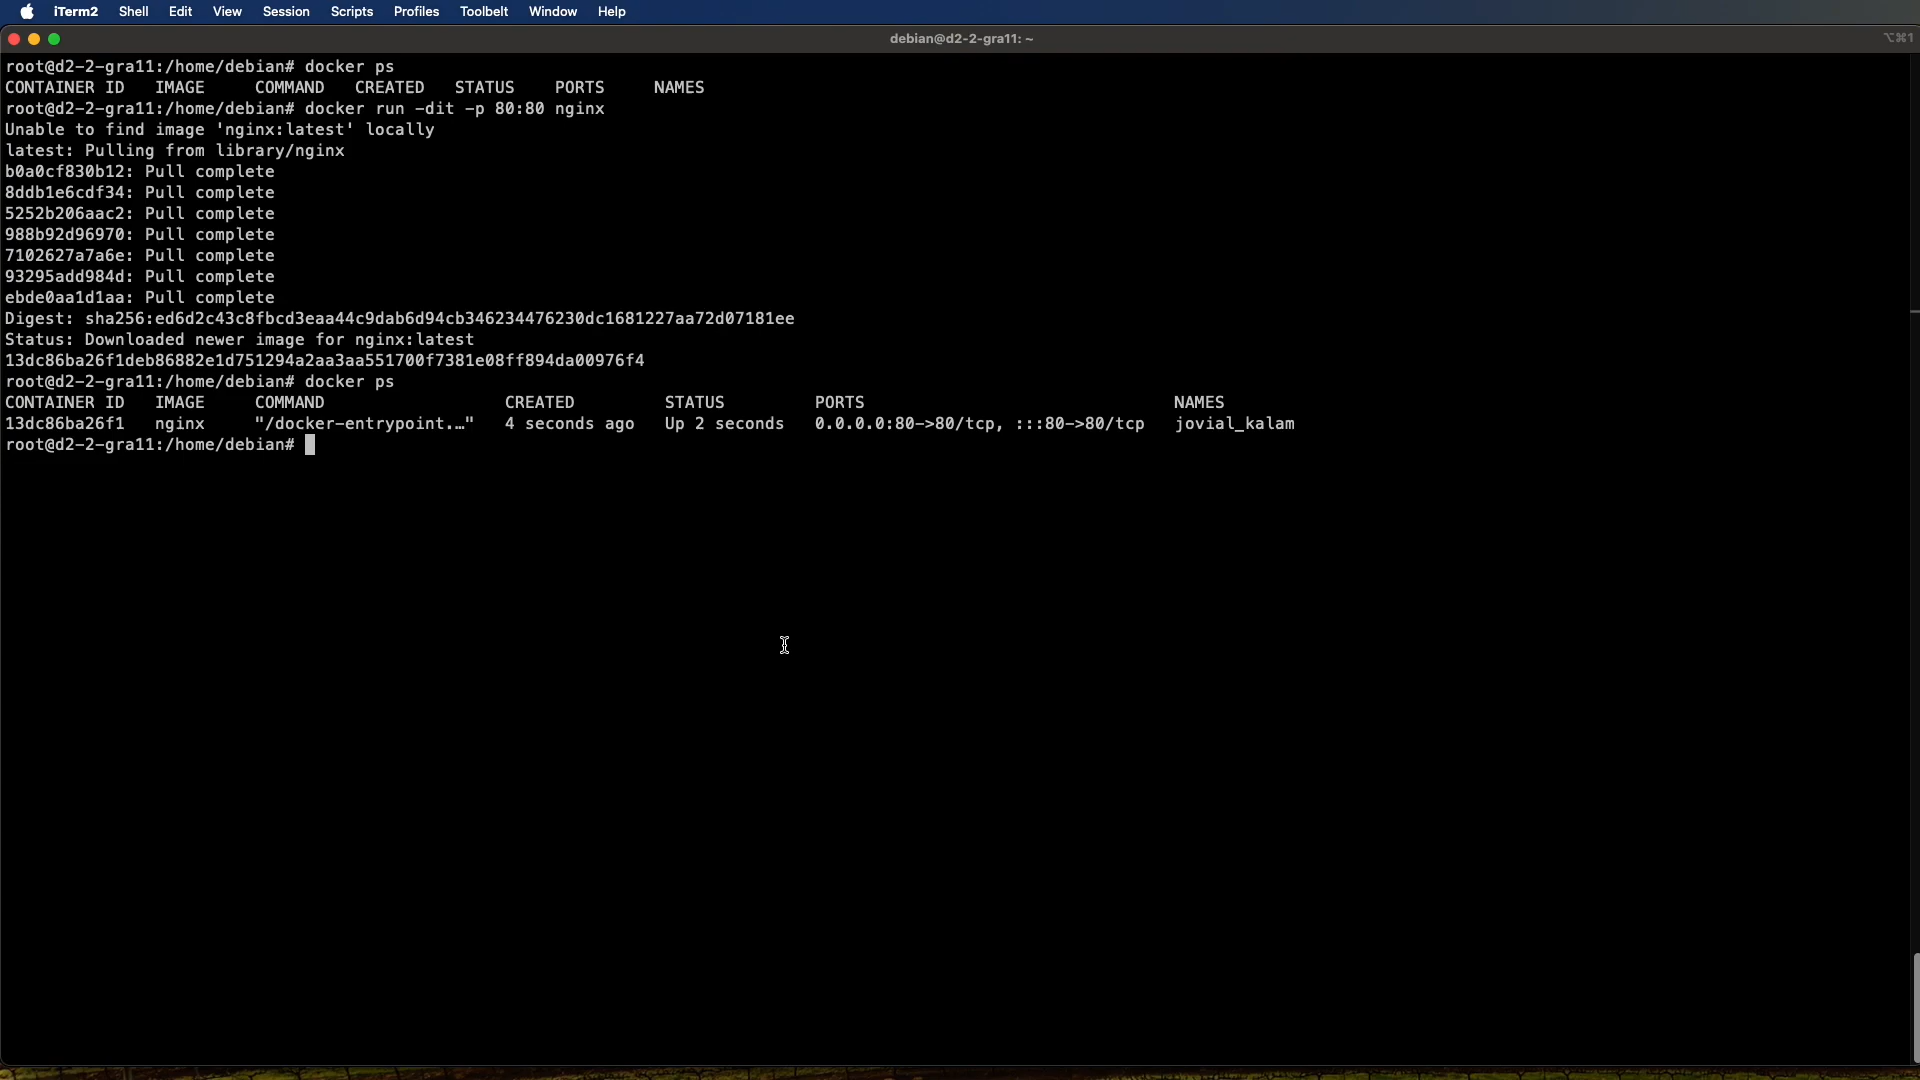 iTerm2 Shell Edit View Session Scripts Profiles Toolbelt Window Help
debian@d2-2-gra11: ~ ⌥⌘1
root@d2-2-gra11:/home/debian# docker ps
CONTAINER ID   IMAGE     COMMAND   CREATED   STATUS    PORTS     NAMES
root@d2-2-gra11:/home/debian# docker run -dit -p 80:80 nginx
Unable to find image 'nginx:latest' locally
latest: Pulling from library/nginx
b0a0cf830b12: Pull complete
8ddb1e6cdf34: Pull complete
5252b206aac2: Pull complete
988b92d96970: Pull complete
7102627a7a6e: Pull complete
93295add984d: Pull complete
ebde0aa1d1aa: Pull complete
Digest: sha256:ed6d2c43c8fbcd3eaa44c9dab6d94cb346234476230dc1681227aa72d07181ee
Status: Downloaded newer image for nginx:latest
13dc86ba26f1deb86882e1d751294a2aa3aa551700f7381e08ff894da00976f4
root@d2-2-gra11:/home/debian# docker ps
CONTAINER ID   IMAGE     COMMAND                  CREATED         STATUS         PORTS                               NAMES
13dc86ba26f1   nginx     "/docker-entrypoint.…"   4 seconds ago   Up 2 seconds   0.0.0.0:80->80/tcp, :::80->80/tcp   jovial_kalam
root@d2-2-gra11:/home/debian#